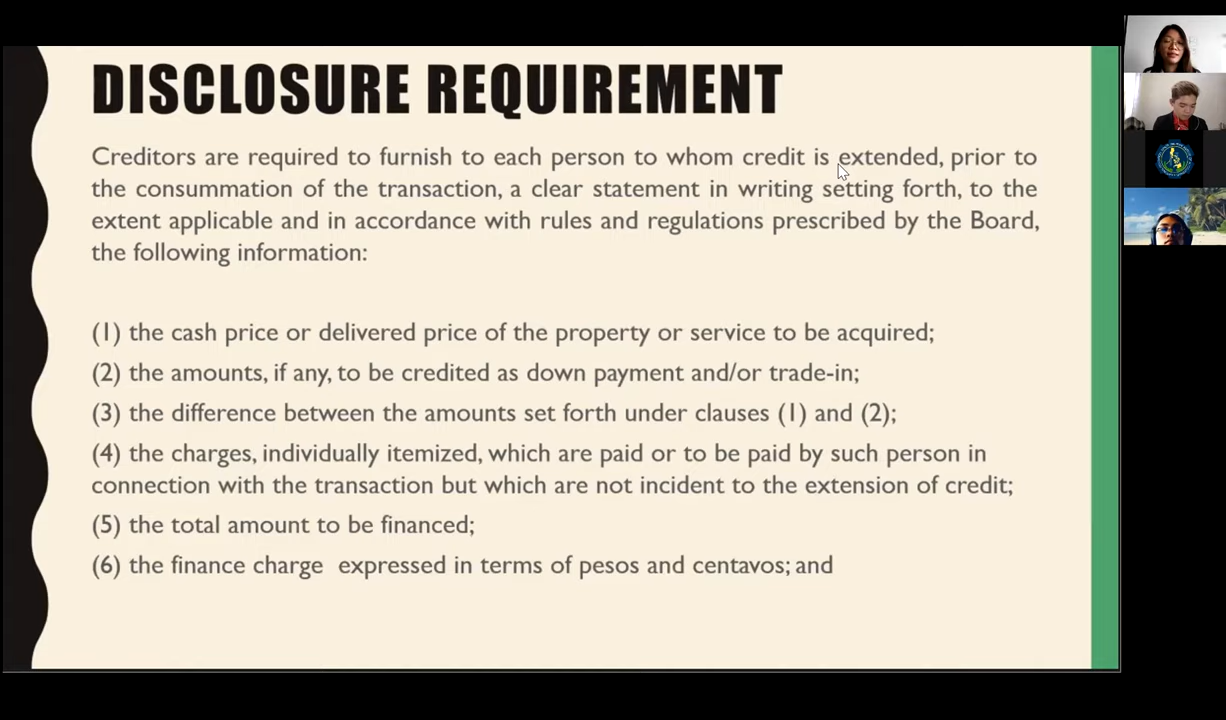 DISCLOSURE REQUIREMENT
Creditors are required to furnish to each person to whom credit is extended, prior to
the consummation of the transaction, a clear statement in writing setting forth, to the
extent applicable and in accordance with rules and regulations prescribed by the Board,
the following information:
(1) the cash price or delivered price of the property or service to be acquired;
(2) the amounts, if any, to be credited as down payment and/or trade-in;
(3) the difference between the amounts set forth under clauses (1) and (2);
(4) the charges, individually itemized, which are paid or to be paid by such person in
connection with the transaction but which are not incident to the extension of credit;
(5) the total amount to be financed;
(6) the finance charge  expressed in terms of pesos and centavos; and